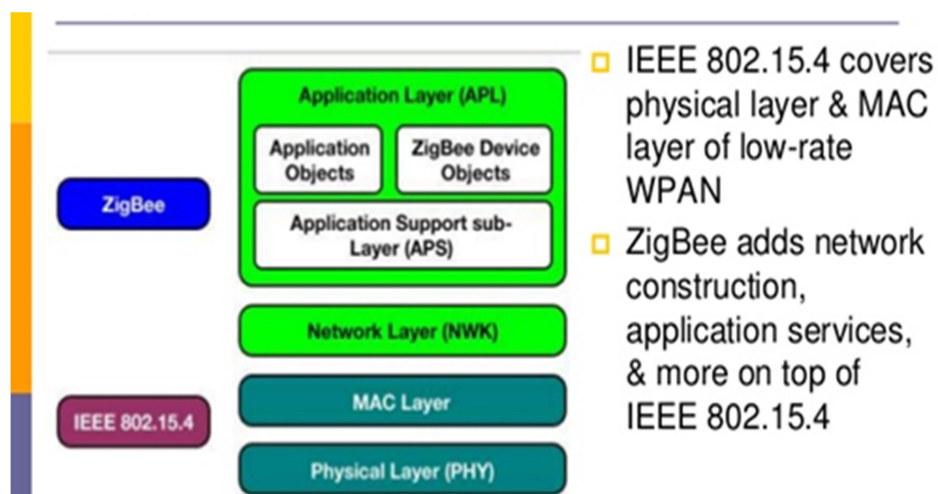 Application Layer (APL)
Application
Objects
ZigBee Device
Objects
Application Support sub-
Layer (APS)
ZigBee
Network Layer (NWK)
MAC Layer
IEEE 802.15.4
Physical Layer (PHY)
IEEE 802.15.4 covers
physical layer & MAC
layer of low-rate
WPAN
ZigBee adds network
construction,
application services,
& more on top of
IEEE 802.15.4